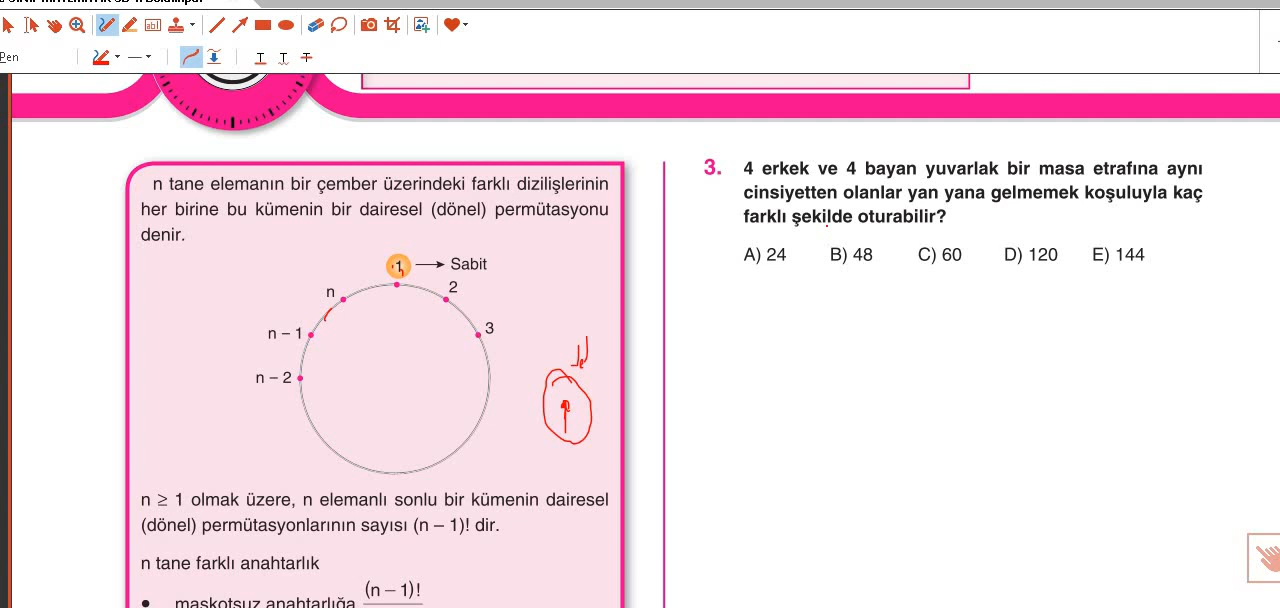 Pen
n tane elemanın bir çember üzerindeki farklı dizilişlerinin
her birine bu kümenin bir dairesel (dönel) permütasyonu
denir.
1 → Sabit
n
2
n – 1
3
n – 2
n ≥ 1 olmak üzere, n elemanlı sonlu bir kümenin dairesel
(dönel) permütasyonlarının sayısı (n – 1)! dir.
n tane farklı anahtarlık
• maskotsuz anahtarlığa (n – 1)!
3. 4 erkek ve 4 bayan yuvarlak bir masa etrafına aynı
cinsiyetten olanlar yan yana gelmemek koşuluyla kaç
farklı şekilde oturabilir?
A) 24 B) 48 C) 60 D) 120 E) 144